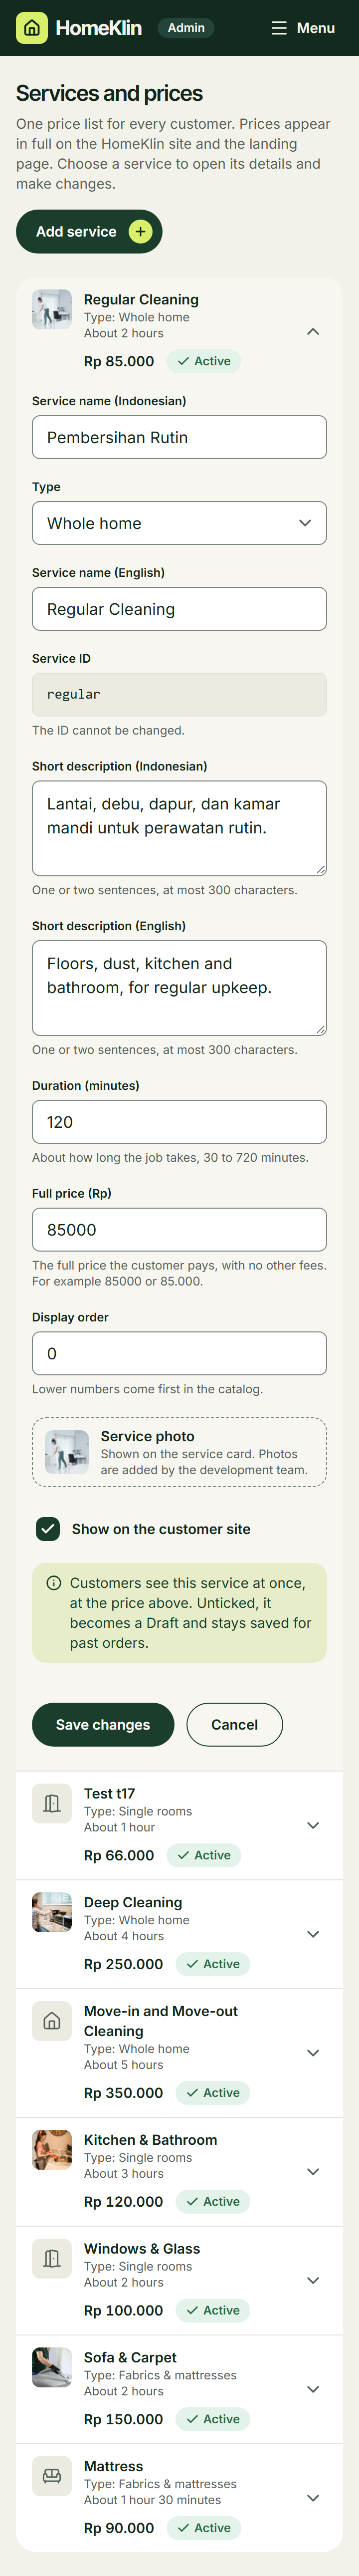 HomeKlin
Admin
Menu
Services and prices
One price list for every customer. Prices appear
in full on the HomeKlin site and the landing
page. Choose a service to open its details and
make changes.
Add service
Regular Cleaning
Type: Whole home
About 2 hours
Rp 85.000
Active
Service name (Indonesian)
Pembersihan Rutin
Type
Whole home
Service name (English)
Regular Cleaning
Service ID
regular
The ID cannot be changed.
Short description (Indonesian)
Lantai, debu, dapur, dan kamar
mandi untuk perawatan rutin.
One or two sentences, at most 300 characters.
Short description (English)
Floors, dust, kitchen and
bathroom, for regular upkeep.
One or two sentences, at most 300 characters.
Duration (minutes)
120
About how long the job takes, 30 to 720 minutes.
Full price (Rp)
85000
The full price the customer pays, with no other fees.
For example 85000 or 85.000.
Display order
0
Lower numbers come first in the catalog.
Service photo
Shown on the service card. Photos
are added by the development team.
Show on the customer site
Customers see this service at once,
at the price above. Unticked, it
becomes a Draft and stays saved for
past orders.
Save changes
Cancel
Test t17
Type: Single rooms
About 1 hour
Rp 66.000
Active
Deep Cleaning
Type: Whole home
About 4 hours
Rp 250.000
Active
Move-in and Move-out
Cleaning
Type: Whole home
About 5 hours
Rp 350.000
Active
Kitchen & Bathroom
Type: Single rooms
About 3 hours
Rp 120.000
Active
Windows & Glass
Type: Single rooms
About 2 hours
Rp 100.000
Active
Sofa & Carpet
Type: Fabrics & mattresses
About 2 hours
Rp 150.000
Active
Mattress
Type: Fabrics & mattresses
About 1 hour 30 minutes
Rp 90.000
Active